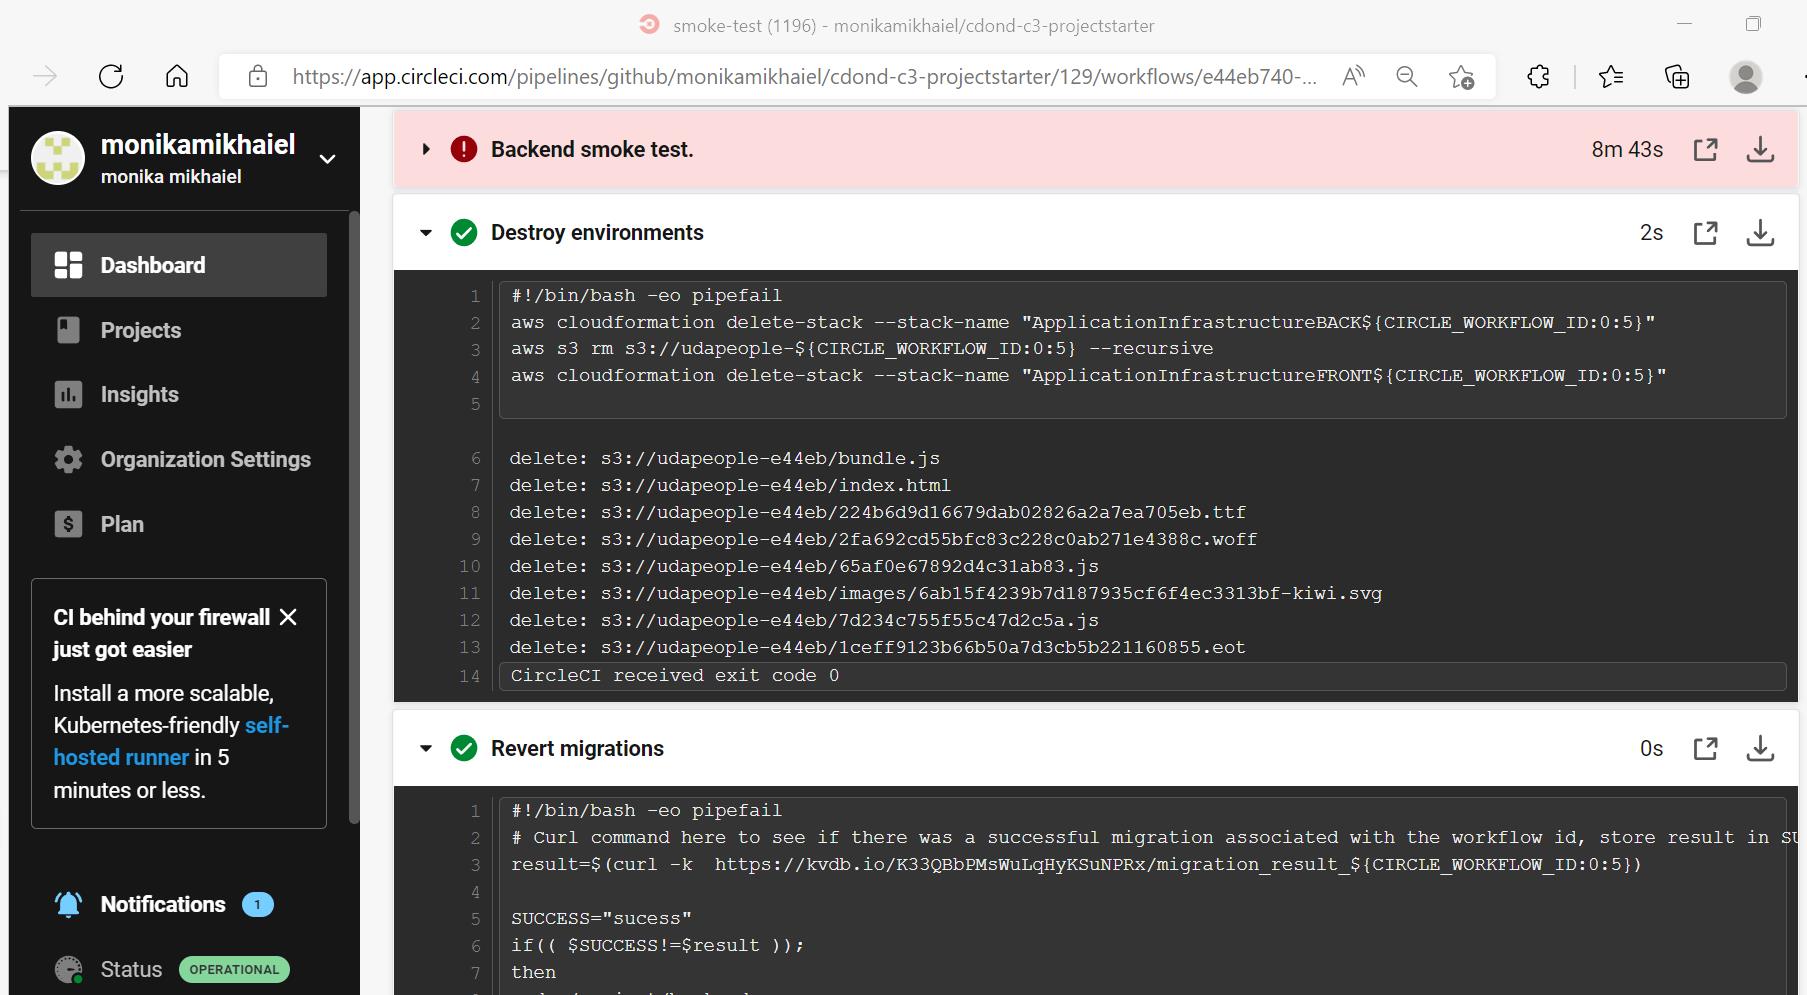 smoke-test (1196) - monikamikhaiel/cdond-c3-projectstarter
https://app.circleci.com/pipelines/github/monikamikhaiel/cdond-c3-projectstarter/129/workflows/e44eb740-...
monikamikhaiel
monika mikhaiel
Dashboard
Projects
Insights
Organization Settings
Plan
CI behind your firewall
just got easier
Install a more scalable,
Kubernetes-friendly self-
hosted runner in 5
minutes or less.
Notifications 1
Status OPERATIONAL
Backend smoke test. 8m 43s
Destroy environments 2s
1 #!/bin/bash -eo pipefail
2 aws cloudformation delete-stack --stack-name "ApplicationInfrastructureBACK${CIRCLE_WORKFLOW_ID:0:5}"
3 aws s3 rm s3://udapeople-${CIRCLE_WORKFLOW_ID:0:5} --recursive
4 aws cloudformation delete-stack --stack-name "ApplicationInfrastructureFRONT${CIRCLE_WORKFLOW_ID:0:5}"
5
6 delete: s3://udapeople-e44eb/bundle.js
7 delete: s3://udapeople-e44eb/index.html
8 delete: s3://udapeople-e44eb/224b6d9d16679dab02826a2a7ea705eb.ttf
9 delete: s3://udapeople-e44eb/2fa692cd55bfc83c228c0ab271e4388c.woff
10 delete: s3://udapeople-e44eb/65af0e67892d4c31ab83.js
11 delete: s3://udapeople-e44eb/images/6ab15f4239b7d187935cf6f4ec3313bf-kiwi.svg
12 delete: s3://udapeople-e44eb/7d234c755f55c47d2c5a.js
13 delete: s3://udapeople-e44eb/1ceff9123b66b50a7d3cb5b221160855.eot
14 CircleCI received exit code 0
Revert migrations 0s
1 #!/bin/bash -eo pipefail
2 # Curl command here to see if there was a successful migration associated with the workflow id, store result in SU
3 result=$(curl -k  https://kvdb.io/K33QBbPMsWuLqHyKSuNPRx/migration_result_${CIRCLE_WORKFLOW_ID:0:5})
4
5 SUCCESS="sucess"
6 if(( $SUCCESS!=$result ));
7 then